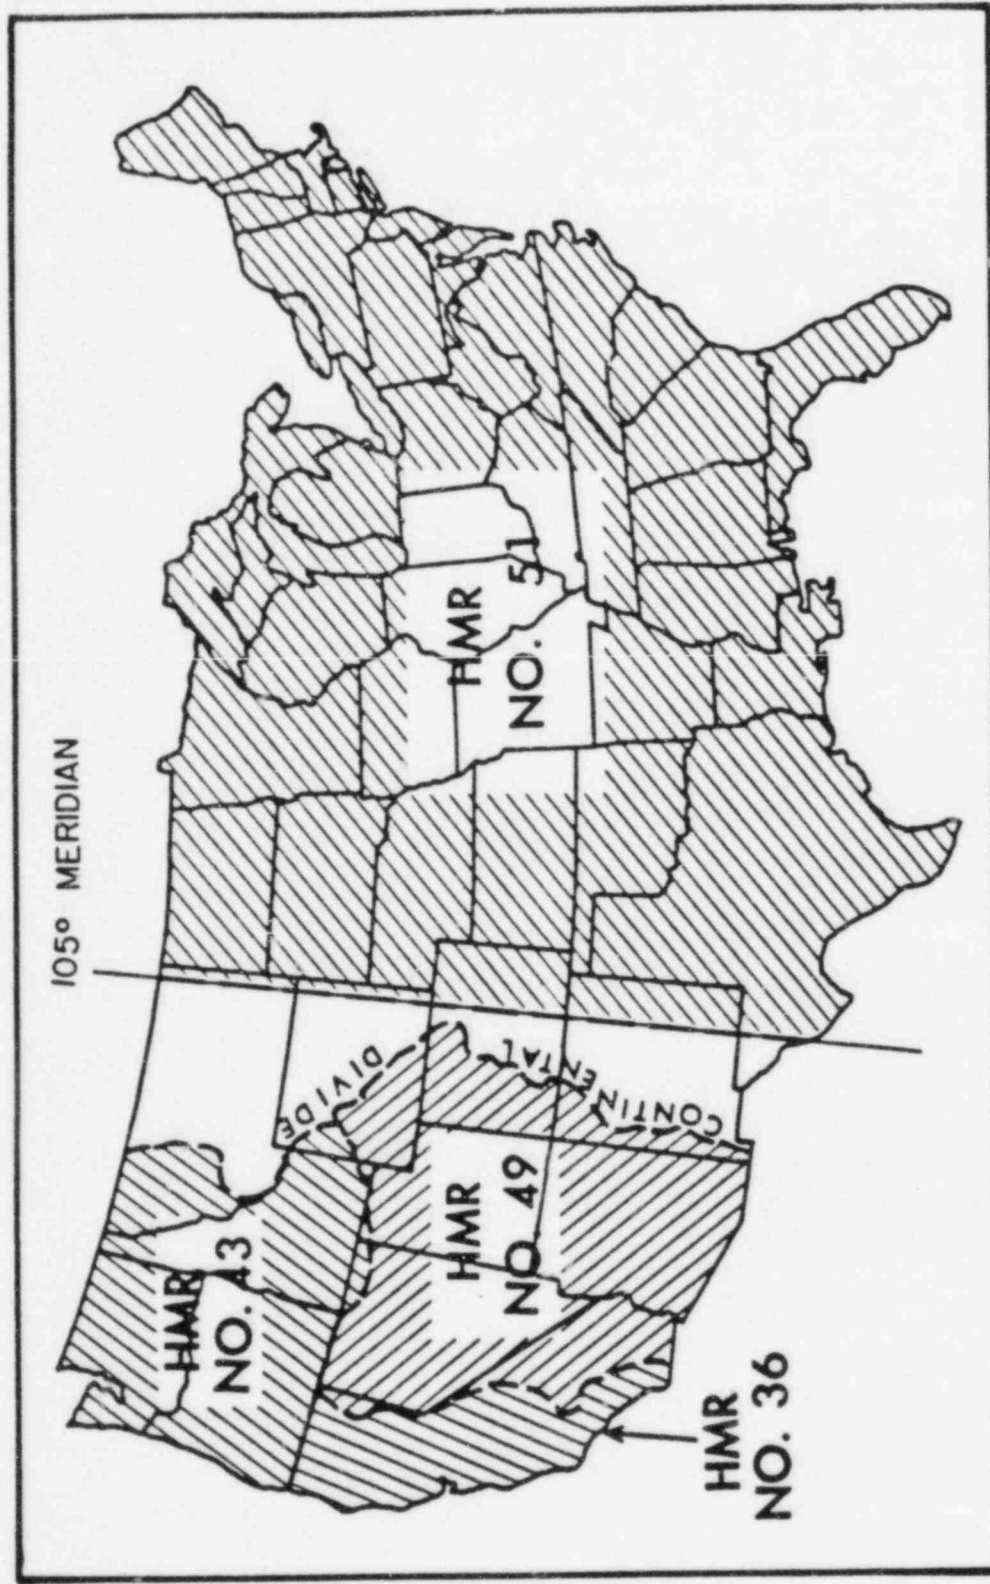 105° MERIDIAN
HMR
NO. 43
HMR
NO. 49
CONTINENTAL
DIVIDE
HMR
NO. 51
HMR
NO. 36